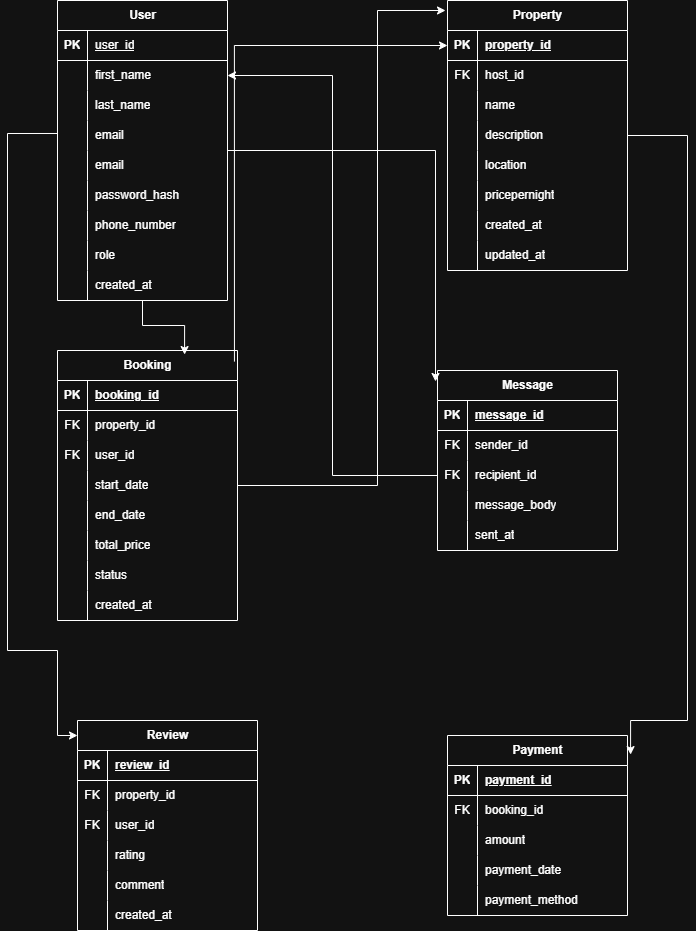 User
PK user_id
first_name
last_name
email
email
password_hash
phone_number
role
created_at
Property
PK property_id
FK host_id
name
description
location
pricepernight
created_at
updated_at
Booking
PK booking_id
FK property_id
FK user_id
start_date
end_date
total_price
status
created_at
Message
PK message_id
FK sender_id
FK recipient_id
message_body
sent_at
Review
PK review_id
FK property_id
FK user_id
rating
comment
created_at
Payment
PK payment_id
FK booking_id
amount
payment_date
payment_method